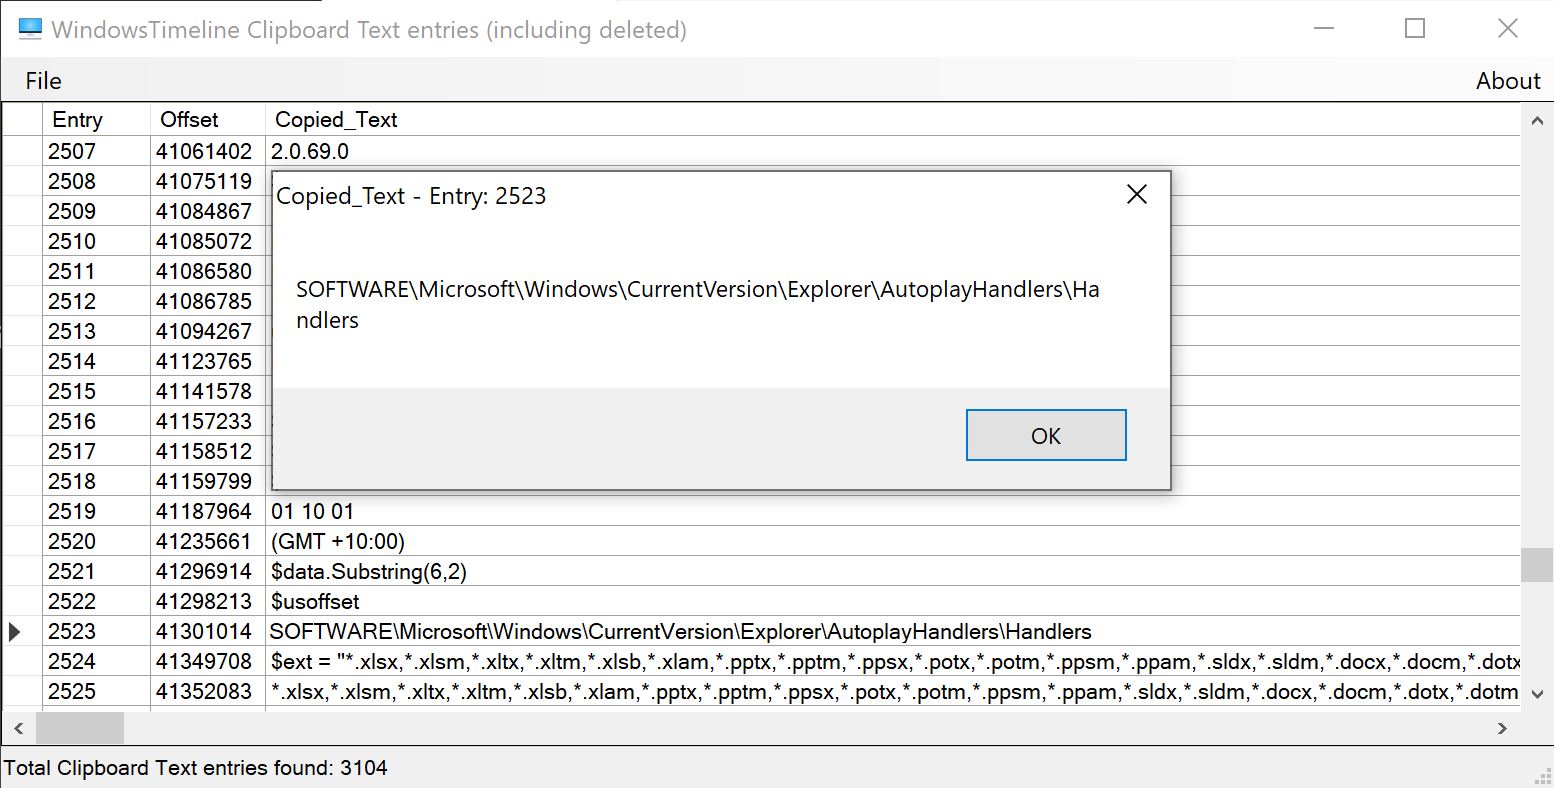 WindowsTimeline Clipboard Text entries (including deleted)
File About
Entry Offset Copied_Text
2507 41061402 2.0.69.0
2508 41075119
2509 41084867
2510 41085072
2511 41086580
2512 41086785
2513 41094267
2514 41123765
2515 41141578
2516 41157233
2517 41158512
2518 41159799
Copied_Text - Entry: 2523
SOFTWARE\Microsoft\Windows\CurrentVersion\Explorer\AutoplayHandlers\Ha
ndlers
OK
2519 41187964 01 10 01
2520 41235661 (GMT +10:00)
2521 41296914 $data.Substring(6,2)
2522 41298213 $usoffset
2523 41301014 SOFTWARE\Microsoft\Windows\CurrentVersion\Explorer\AutoplayHandlers\Handlers
2524 41349708 $ext = "*.xlsx,*.xlsm,*.xltx,*.xltm,*.xlsb,*.xlam,*.pptx,*.pptm,*.ppsx,*.potx,*.potm,*.ppsm,*.ppam,*.sldx,*.sldm,*.docx,*.docm,*.dotx
2525 41352083 *.xlsx,*.xlsm,*.xltx,*.xltm,*.xlsb,*.xlam,*.pptx,*.pptm,*.ppsx,*.potx,*.potm,*.ppsm,*.ppam,*.sldx,*.sldm,*.docx,*.docm,*.dotx,*.dotm
Total Clipboard Text entries found: 3104